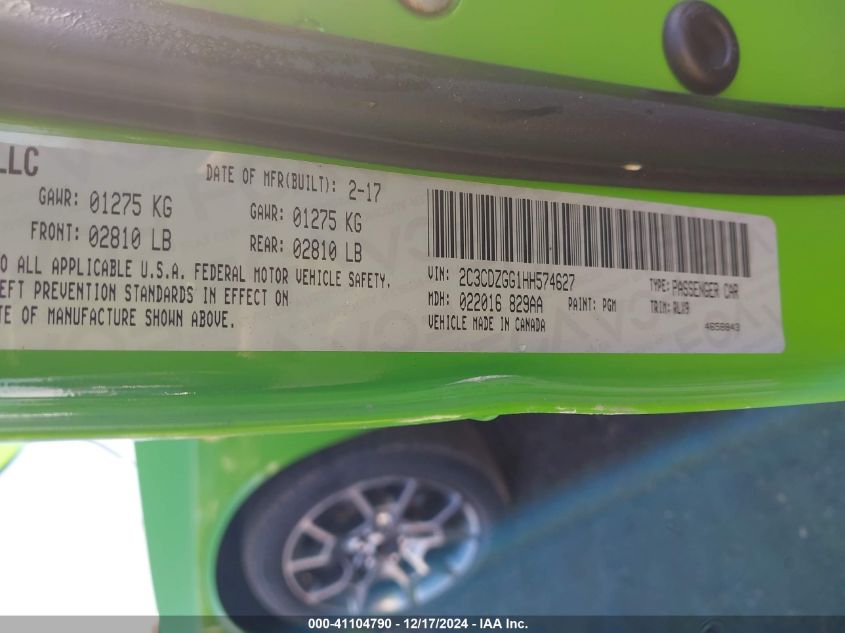 LLC
DATE OF MFR(BUILT): 2-17
GAWR: 01275 KG GAWR: 01275 KG
FRONT: 02810 LB REAR: 02810 LB
O ALL APPLICABLE U.S.A. FEDERAL MOTOR VEHICLE SAFETY,
EFT PREVENTION STANDARDS IN EFFECT ON
TE OF MANUFACTURE SHOWN ABOVE.
VIN: 2C3CDZGG1HH574627 TYPE: PASSENGER CAR
MDH: 022016 829AA PAINT: PGM TRIM: RLX9
VEHICLE MADE IN CANADA 4658843
000-41104790 - 12/17/2024 - IAA Inc.